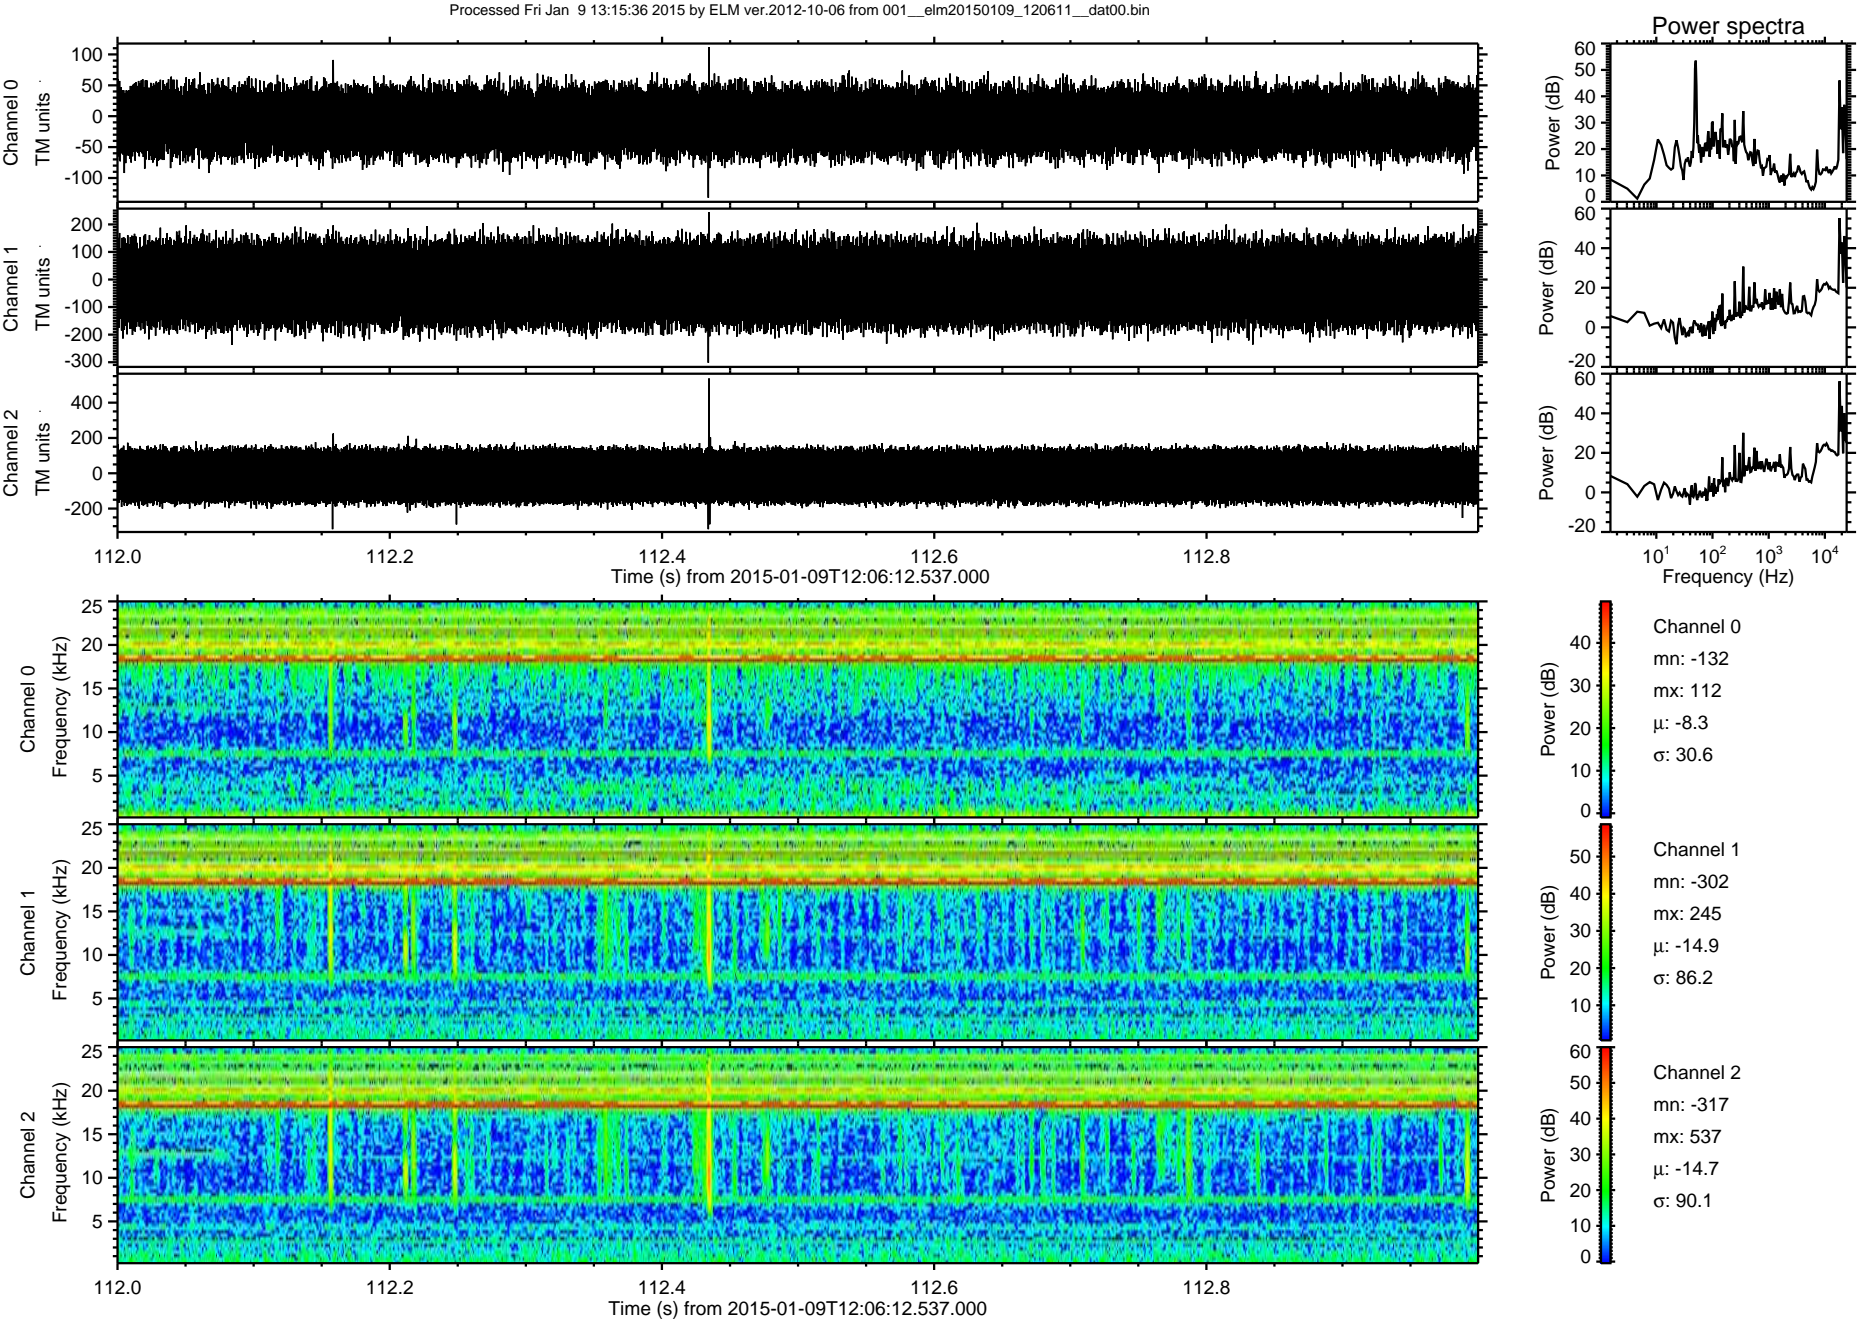 Processed Fri Jan  9 13:15:36 2015 by ELM ver.2012-10-06 from 001__elm20150109_120611__dat00.bin
Power spectra
Channel 0
TM units
100
50
0
-50
-100
Power (dB)
60
50
40
30
20
10
0
Channel 1
TM units
200
100
0
-100
-200
-300
Power (dB)
60
40
20
0
-20
Channel 2
TM units
400
200
0
-200
Power (dB)
60
40
20
0
-20
112.0 112.2 112.4 112.6 112.8
Time (s) from 2015-01-09T12:06:12.537.000
10^1 10^2 10^3 10^4
Frequency (Hz)
Channel 0
Frequency (kHz)
25
20
15
10
5
Power (dB)
40
30
20
10
0
Channel 0
mn: -132
mx: 112
μ: -8.3
σ: 30.6
Channel 1
Frequency (kHz)
25
20
15
10
5
Power (dB)
50
40
30
20
10
Channel 1
mn: -302
mx: 245
μ: -14.9
σ: 86.2
Channel 2
Frequency (kHz)
25
20
15
10
5
Power (dB)
60
50
40
30
20
10
0
Channel 2
mn: -317
mx: 537
μ: -14.7
σ: 90.1
112.0 112.2 112.4 112.6 112.8
Time (s) from 2015-01-09T12:06:12.537.000